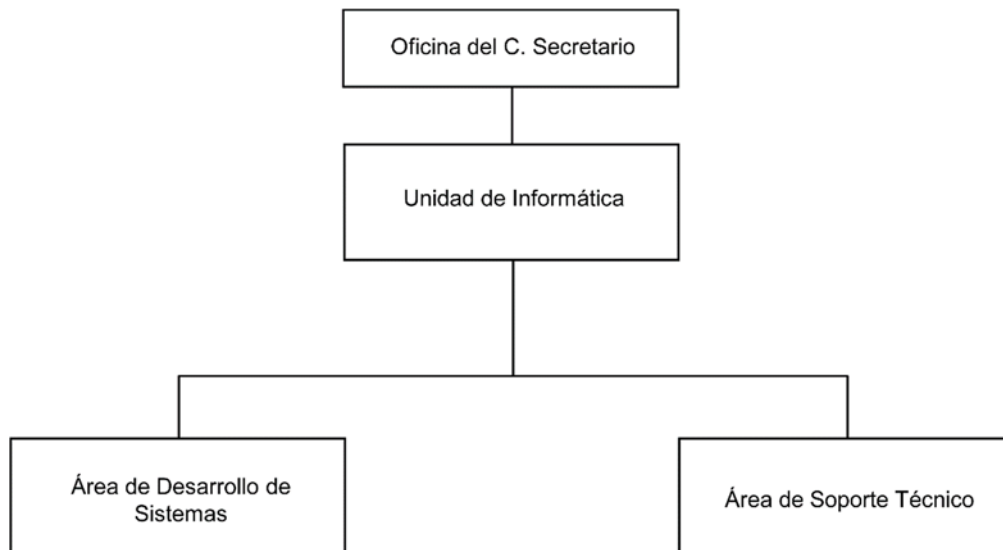 Oficina del C. Secretario
Unidad de Informática
Área de Desarrollo de
Sistemas
Área de Soporte Técnico